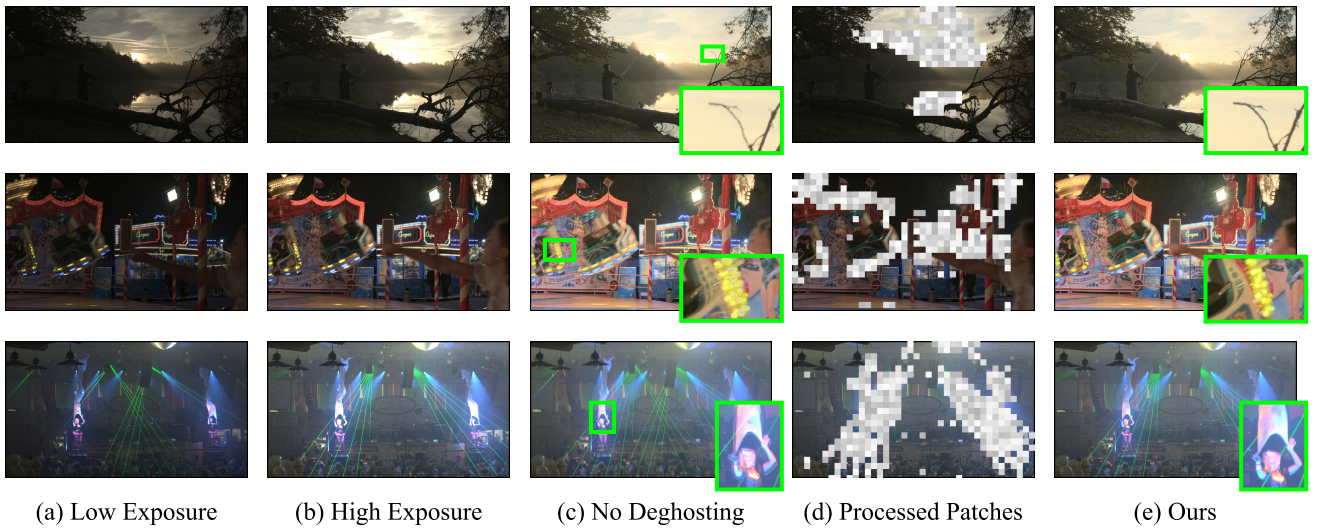 (a) Low Exposure
(b) High Exposure
(c) No Deghosting
(d) Processed Patches
(e) Ours